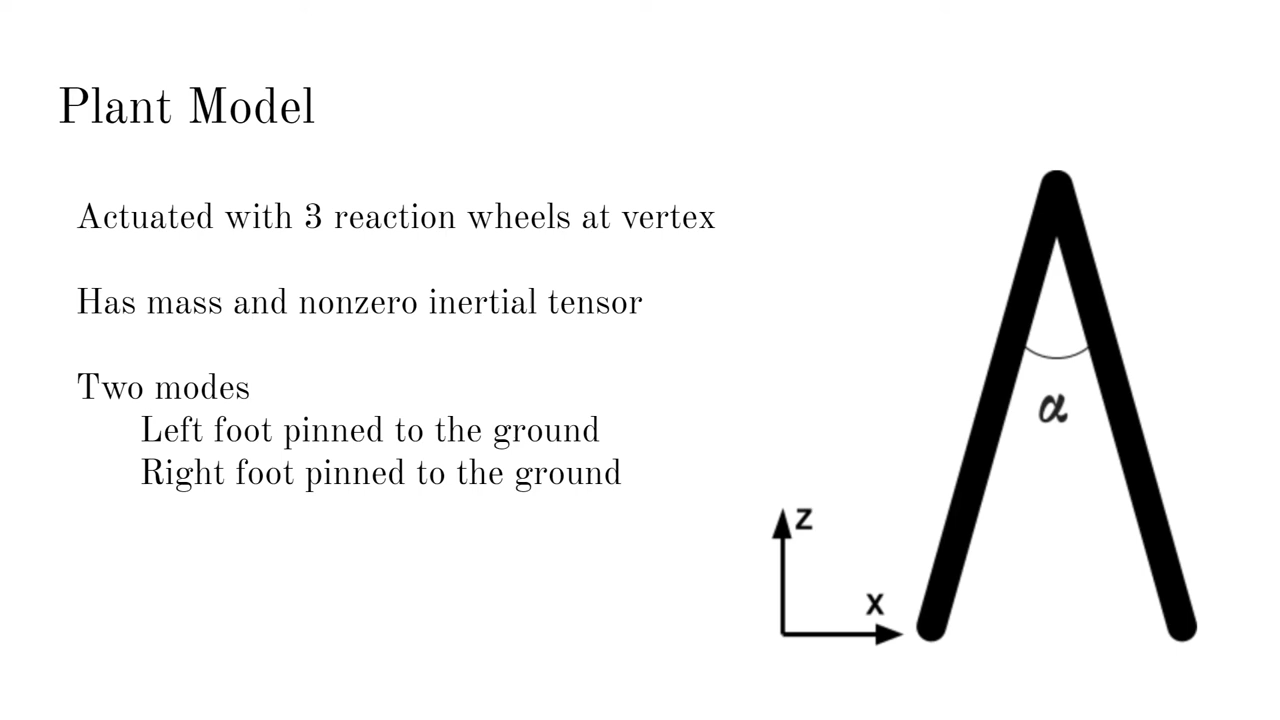 Plant Model
Actuated with 3 reaction wheels at vertex
Has mass and nonzero inertial tensor
Two modes
Left foot pinned to the ground
Right foot pinned to the ground
α
z
x